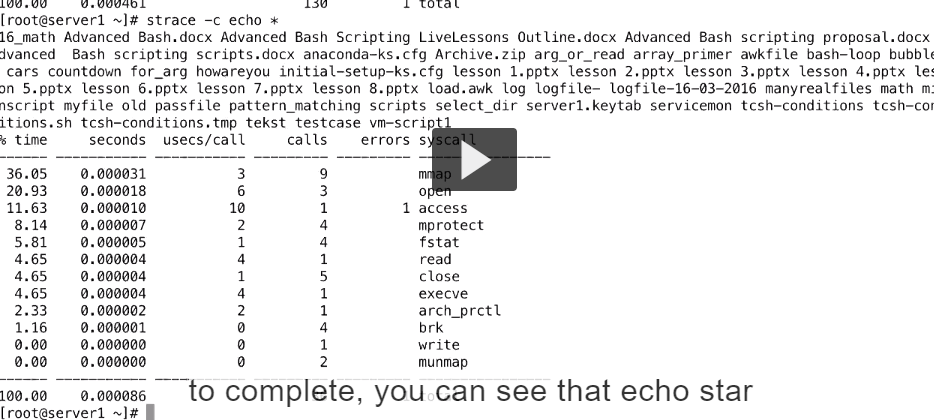 100.00 0.000461 130 1 total
[root@server1 ~]# strace -c echo *
16_math Advanced Bash.docx Advanced Bash Scripting LiveLessons Outline.docx Advanced Bash scripting proposal.docx
dvanced  Bash scripting scripts.docx anaconda-ks.cfg Archive.zip arg_or_read array_primer awkfile bash-loop bubble
cars countdown for_arg howareyou initial-setup-ks.cfg lesson 1.pptx lesson 2.pptx lesson 3.pptx lesson 4.pptx les
on 5.pptx lesson 6.pptx lesson 7.pptx lesson 8.pptx load.awk log logfile- logfile-16-03-2016 manyrealfiles math mi
nscript myfile old passfile pattern_matching scripts select_dir server1.keytab servicemon tcsh-conditions tcsh-con
itions.sh tcsh-conditions.tmp tekst testcase vm-script1
% time seconds usecs/call calls errors syscall
36.05 0.000031 3 9 mmap
20.93 0.000018 6 3 open
11.63 0.000010 10 1 1 access
8.14 0.000007 2 4 mprotect
5.81 0.000005 1 4 fstat
4.65 0.000004 4 1 read
4.65 0.000004 1 5 close
4.65 0.000004 4 1 execve
2.33 0.000002 2 1 arch_prctl
1.16 0.000001 0 4 brk
0.00 0.000000 0 1 write
0.00 0.000000 0 2 munmap
to complete, you can see that echo star
100.00 0.000086
[root@server1 ~]#